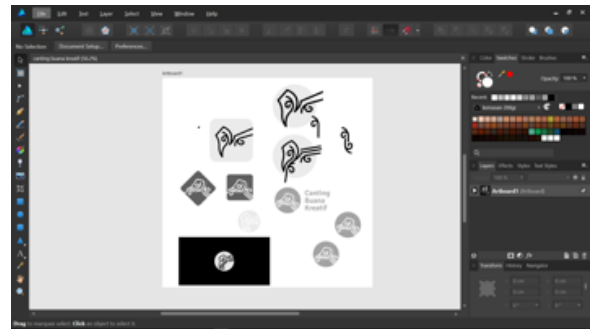 File Edit Text Layer Select View Window Help
No Selection Document Setup... Preferences...
canting buana kreatif (56.2%)
Artboard1
Canting
Buana
Kreatif
Color Swatches Stroke Brushes
Opacity 100%
Recent
Layers Effects Styles Text Styles
Artboard1 (Artboard)
Transform History Navigator
Drag to marquee select. Click an object to select it.